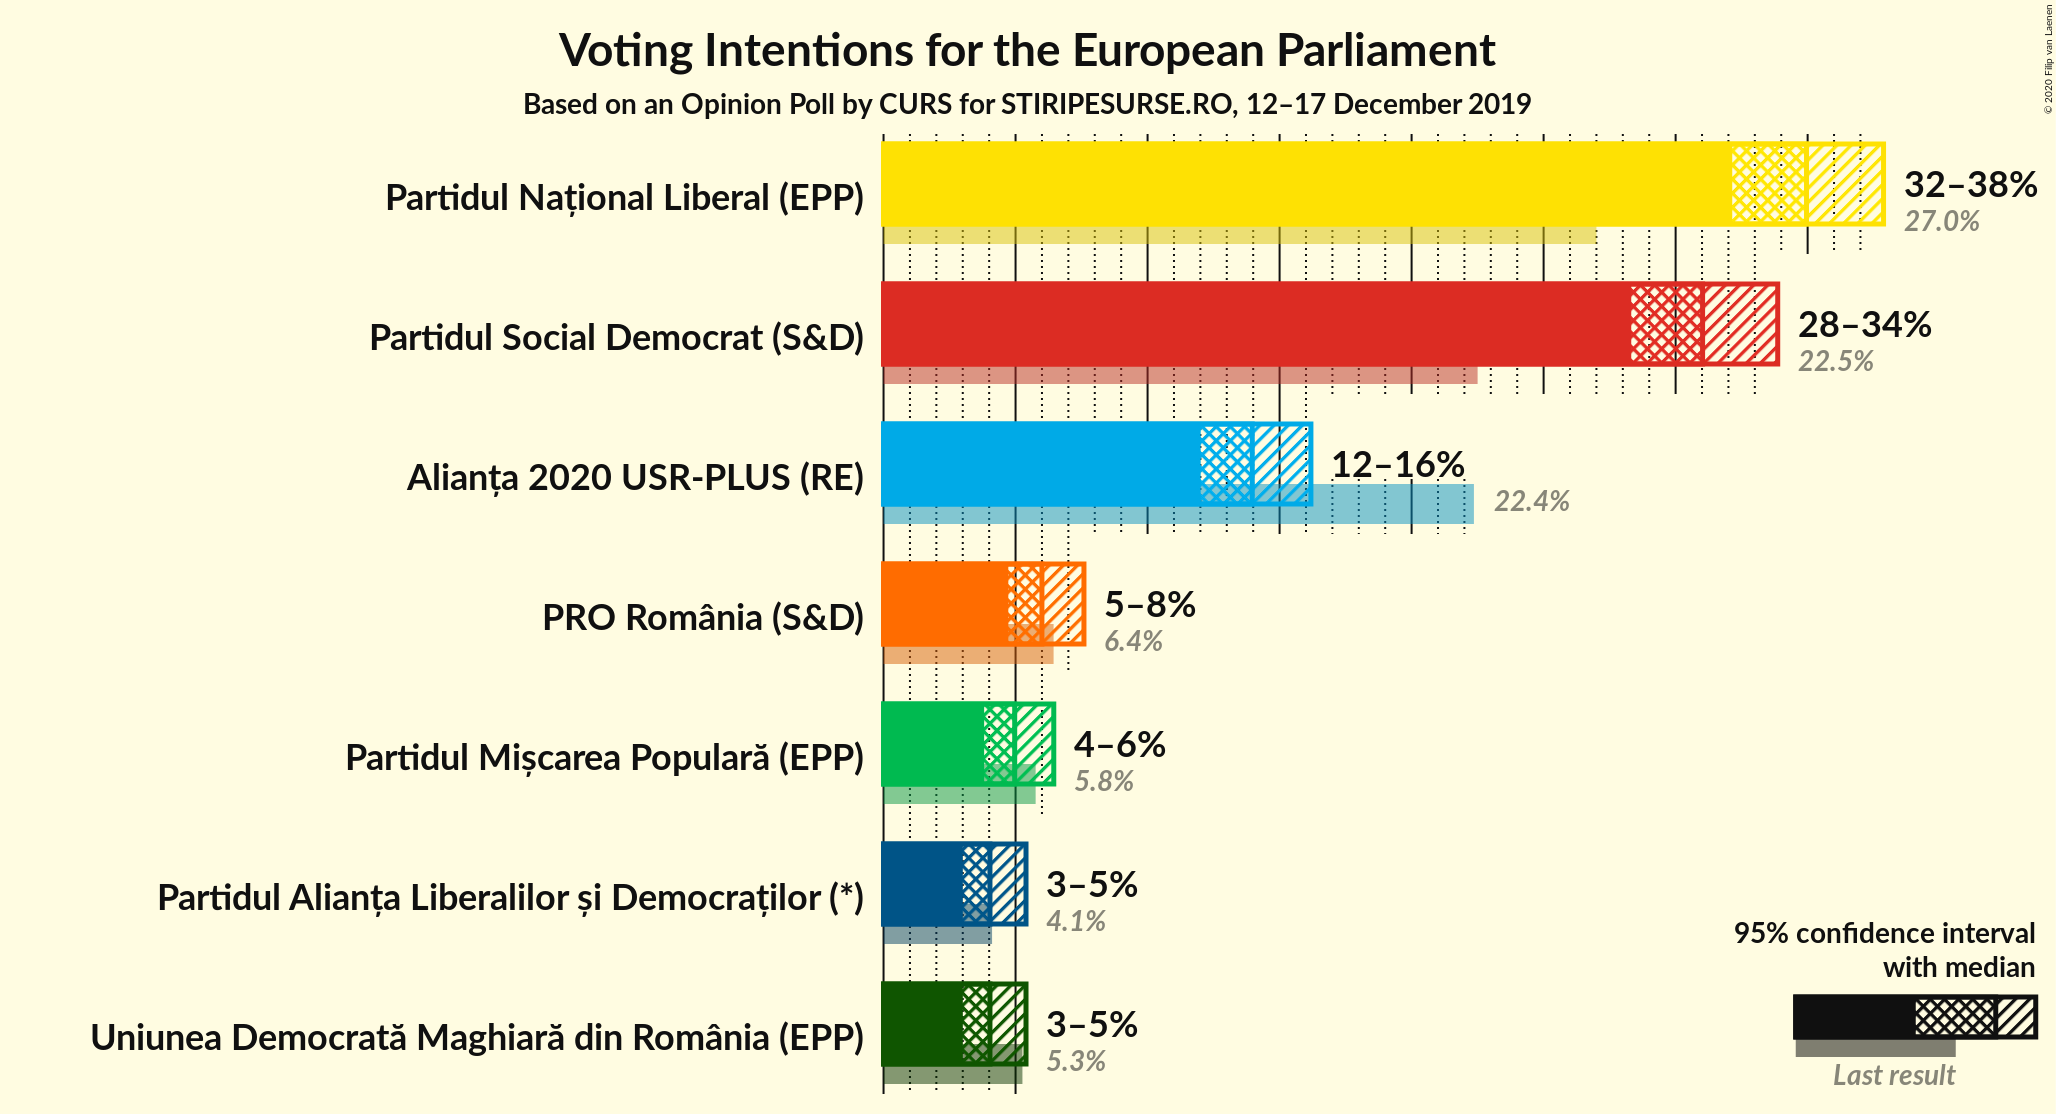 Voting Intentions for the European Parliament
Based on an Opinion Poll by CURS for STIRIPESURSE.RO, 12–17 December 2019
© 2020 Filip van Laenen
Partidul Național Liberal (EPP)
32–38%
27.0%
Partidul Social Democrat (S&D)
28–34%
22.5%
Alianța 2020 USR-PLUS (RE)
12–16%
22.4%
PRO România (S&D)
5–8%
6.4%
Partidul Mișcarea Populară (EPP)
4–6%
5.8%
Partidul Alianța Liberalilor și Democraților (*)
3–5%
4.1%
Uniunea Democrată Maghiară din România (EPP)
3–5%
5.3%
95% confidence interval
with median
Last result